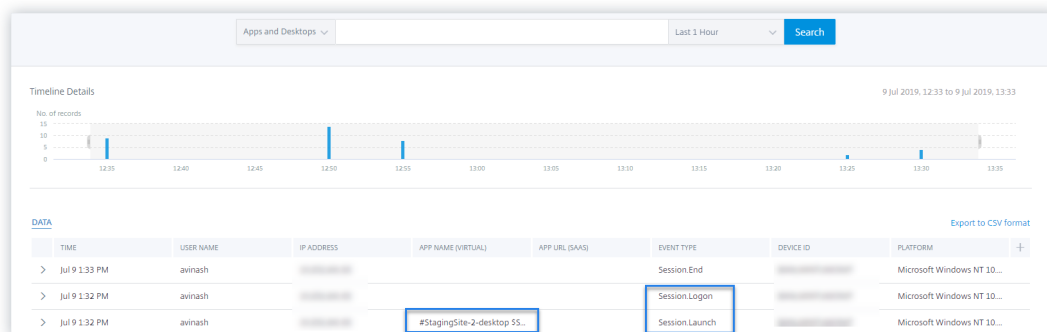 Apps and Desktops Last 1 Hour Search
Timeline Details 9 Jul 2019, 12:33 to 9 Jul 2019, 13:33
No. of records
15
10
5
0
12:35 12:40 12:45 12:50 12:55 13:00 13:05 13:10 13:15 13:20 13:25 13:30 13:35
DATA Export to CSV format
TIME USER NAME IP ADDRESS APP NAME (VIRTUAL) APP URL (SAAS) EVENT TYPE DEVICE ID PLATFORM +
Jul 9 1:33 PM avinash Session.End Microsoft Windows NT 10....
Jul 9 1:32 PM avinash Session.Logon Microsoft Windows NT 10....
Jul 9 1:32 PM avinash #StagingSite-2-desktop SS... Session.Launch Microsoft Windows NT 10....